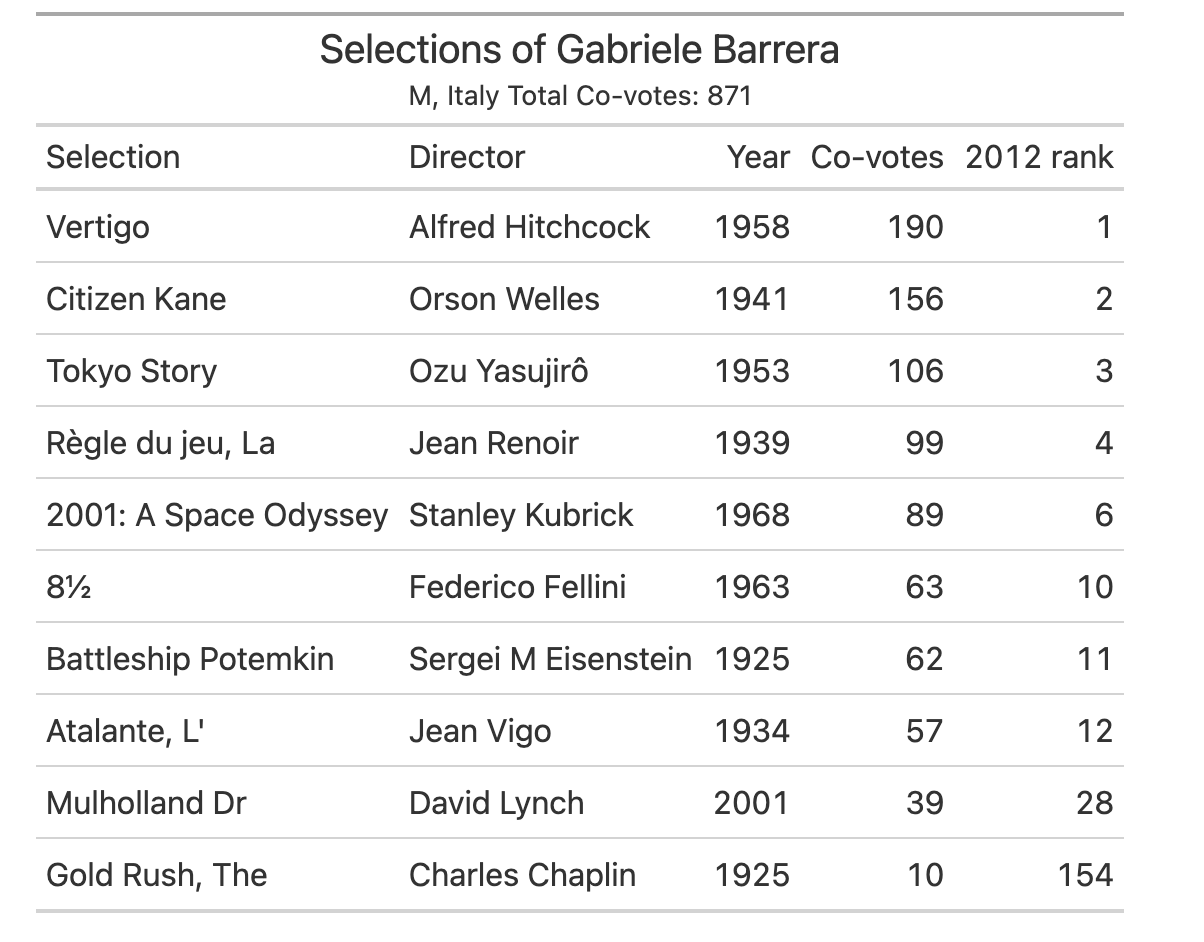 Selections of Gabriele Barrera
M, Italy Total Co-votes: 871
Selection Director Year Co-votes 2012 rank
Vertigo Alfred Hitchcock 1958 190 1
Citizen Kane Orson Welles 1941 156 2
Tokyo Story Ozu Yasujirô 1953 106 3
Règle du jeu, La Jean Renoir 1939 99 4
2001: A Space Odyssey Stanley Kubrick 1968 89 6
8½ Federico Fellini 1963 63 10
Battleship Potemkin Sergei M Eisenstein 1925 62 11
Atalante, L' Jean Vigo 1934 57 12
Mulholland Dr David Lynch 2001 39 28
Gold Rush, The Charles Chaplin 1925 10 154